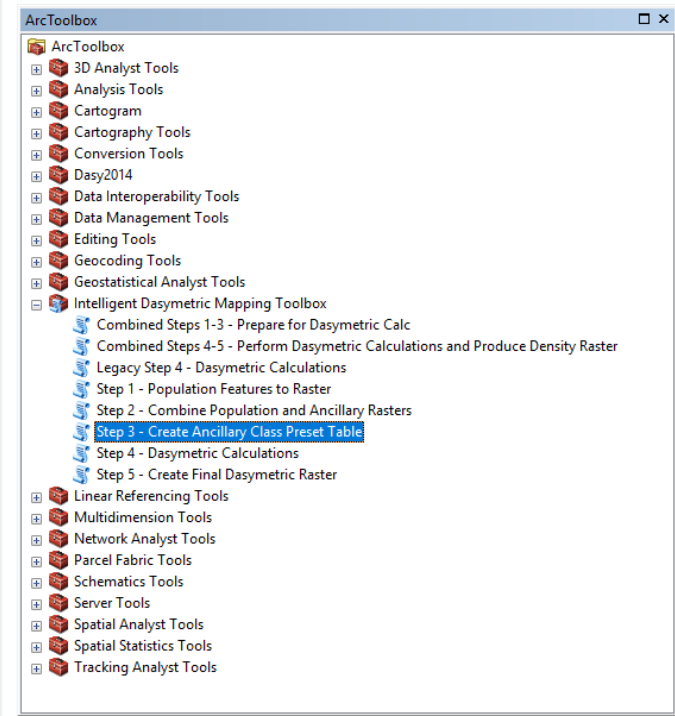 ArcToolbox
ArcToolbox
3D Analyst Tools
Analysis Tools
Cartogram
Cartography Tools
Conversion Tools
Dasy2014
Data Interoperability Tools
Data Management Tools
Editing Tools
Geocoding Tools
Geostatistical Analyst Tools
Intelligent Dasymetric Mapping Toolbox
Combined Steps 1-3 - Prepare for Dasymetric Calc
Combined Steps 4-5 - Perform Dasymetric Calculations and Produce Density Raster
Legacy Step 4 - Dasymetric Calculations
Step 1 - Population Features to Raster
Step 2 - Combine Population and Ancillary Rasters
Step 3 - Create Ancillary Class Preset Table
Step 4 - Dasymetric Calculations
Step 5 - Create Final Dasymetric Raster
Linear Referencing Tools
Multidimension Tools
Network Analyst Tools
Parcel Fabric Tools
Schematics Tools
Server Tools
Spatial Analyst Tools
Spatial Statistics Tools
Tracking Analyst Tools